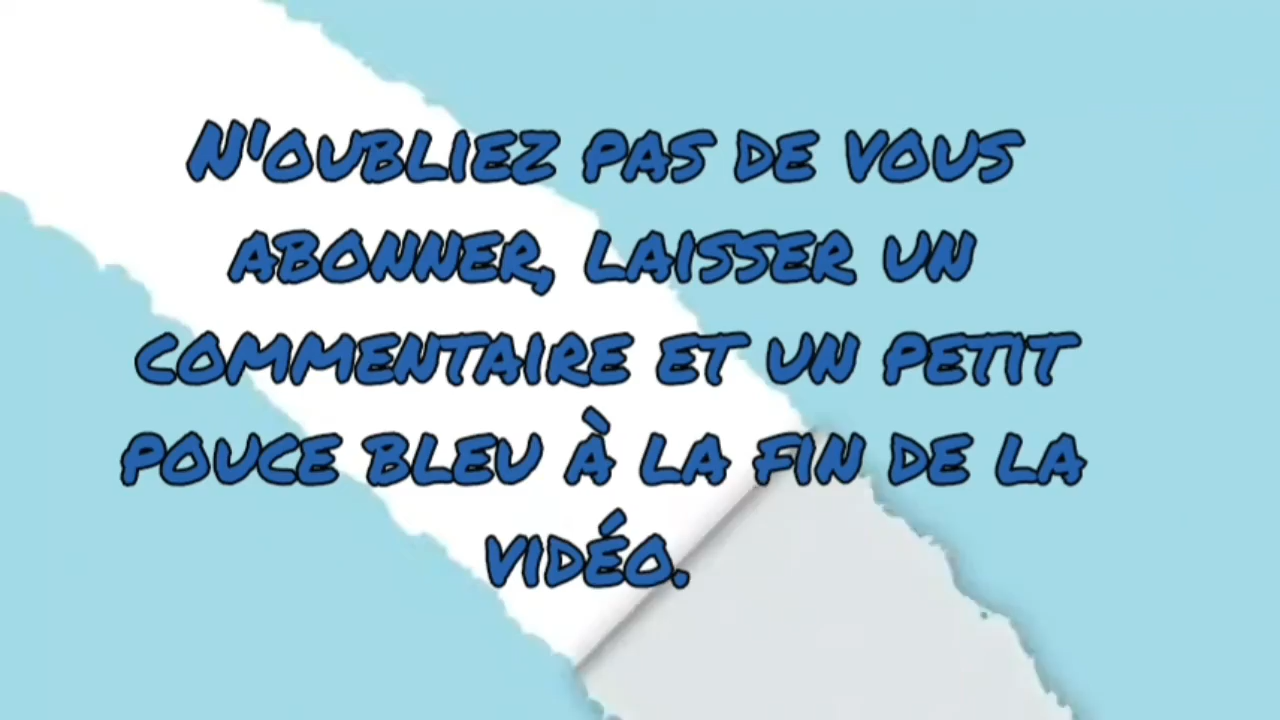 N'oubliez pas de vous
abonner, laisser un
commentaire et un petit
pouce bleu à la fin de la
vidéo.